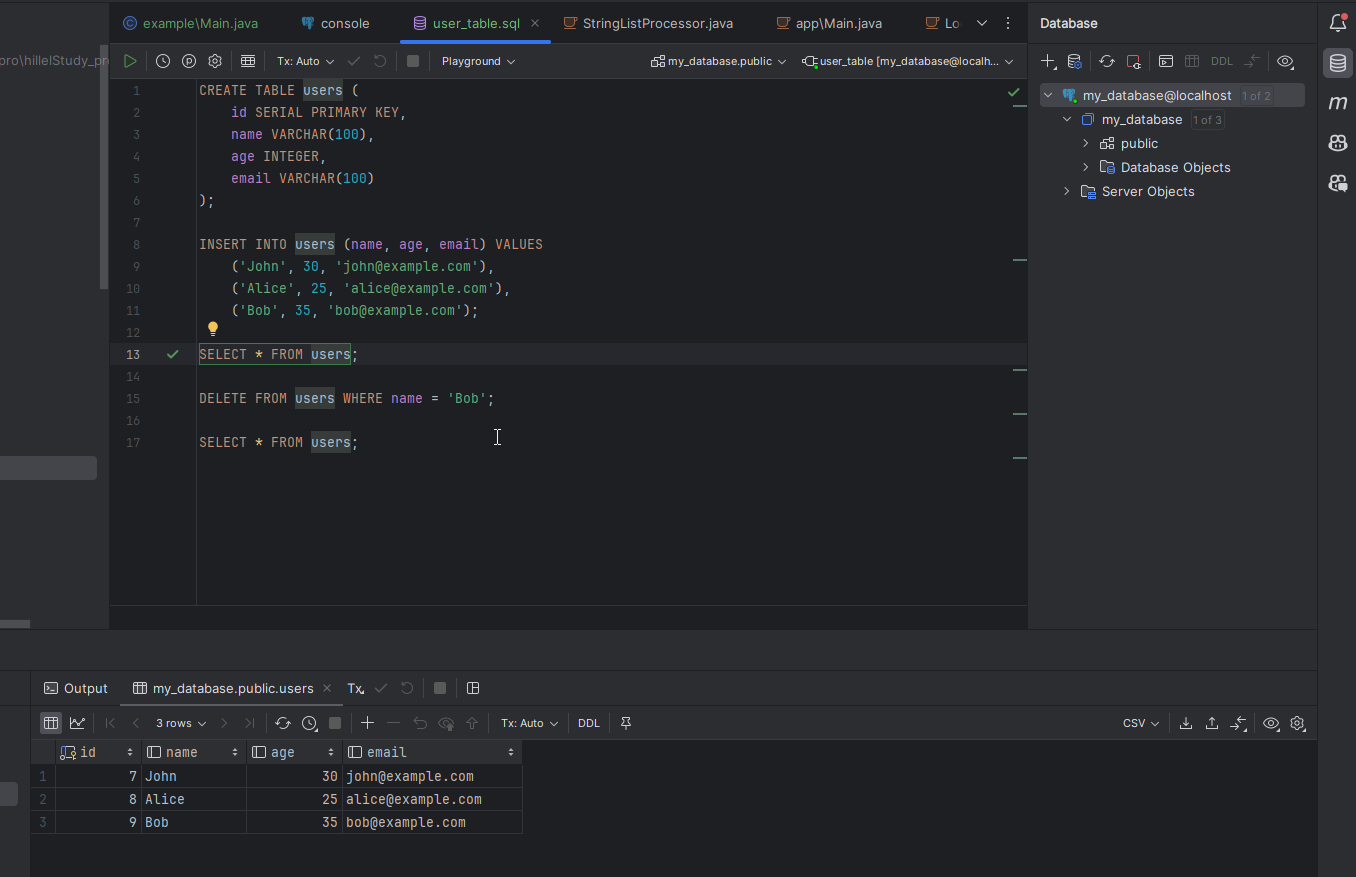 example\Main.java
console
user_table.sql
StringListProcessor.java
app\Main.java
Lo
Database
pro\hillelStudy_pr
Tx: Auto
Playground
my_database.public
user_table [my_database@localh...
DDL
1 CREATE TABLE users (
2 id SERIAL PRIMARY KEY,
3 name VARCHAR(100),
4 age INTEGER,
5 email VARCHAR(100)
6 );
7
8 INSERT INTO users (name, age, email) VALUES
9 ('John', 30, 'john@example.com'),
10 ('Alice', 25, 'alice@example.com'),
11 ('Bob', 35, 'bob@example.com');
12
13 SELECT * FROM users;
14
15 DELETE FROM users WHERE name = 'Bob';
16
17 SELECT * FROM users;
my_database@localhost 1 of 2
my_database 1 of 3
public
Database Objects
Server Objects
Output
my_database.public.users
Tx
3 rows
Tx: Auto
DDL
CSV
id name age email
1 7 John 30 john@example.com
2 8 Alice 25 alice@example.com
3 9 Bob 35 bob@example.com